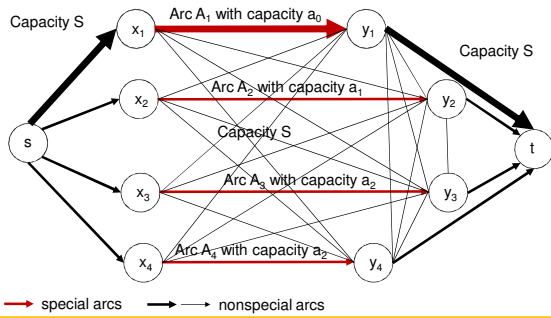 Capacity S
Arc A1 with capacity a0
x1
y1
Capacity S
Arc A2 with capacity a1
x2
y2
Capacity S
s
t
Arc A3 with capacity a2
x3
y3
Arc A4 with capacity a2
x4
y4
special arcs
nonspecial arcs